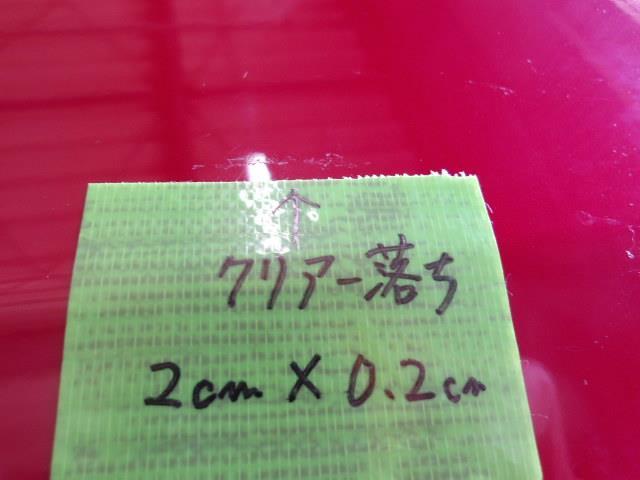 ↑
クリアー落ち
2cm × 0.2cm